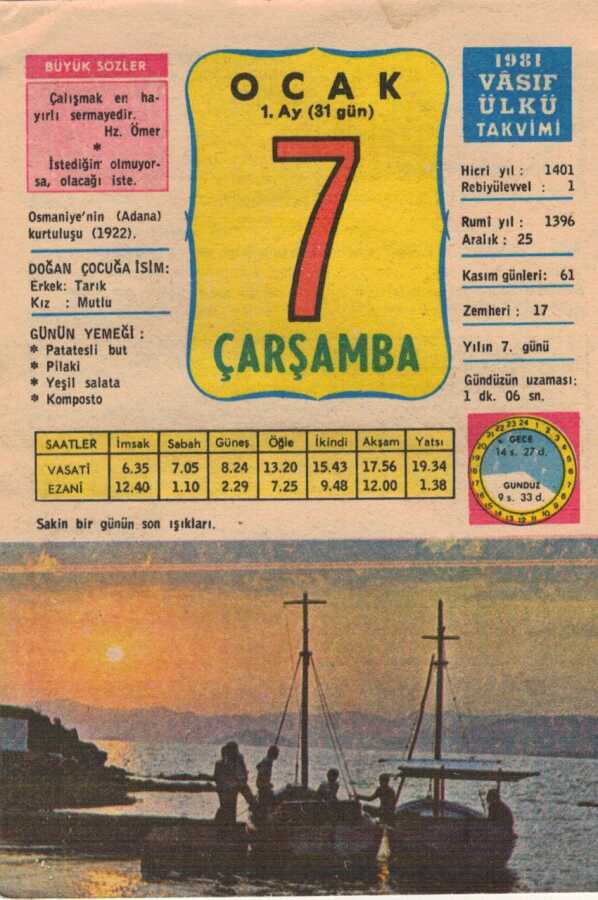 BÜYÜK SÖZLER
Çalışmak en ha-
yırlı sermayedir.
Hz. Ömer
*
İstediğin olmuyor-
sa, olacağı iste.
Osmaniye'nin (Adana)
kurtuluşu (1922).
DOĞAN ÇOCUĞA İSİM:
Erkek: Tarık
Kız : Mutlu
GÜNÜN YEMEĞİ :
* Patatesli but
* Pilaki
* Yeşil salata
* Komposto
OCAK
1. Ay (31 gün)
7
ÇARŞAMBA
1981
VÂSIF
ÜLKÜ
TAKVİMİ
Hicri yıl : 1401
Rebiyülevvel : 1
Rumî yıl : 1396
Aralık : 25
Kasım günleri: 61
Zemheri : 17
Yılın 7. günü
Gündüzün uzaması:
1 dk. 06 sn.
SAATLER İmsak Sabah Güneş Öğle İkindi Akşam Yatsı
VASATİ 6.35 7.05 8.24 13.20 15.43 17.56 19.34
EZANİ 12.40 1.10 2.29 7.25 9.48 12.00 1.38
GECE
14 s. 27 d.
GÜNDÜZ
9 s. 33 d.
Sakin bir günün son ışıkları.